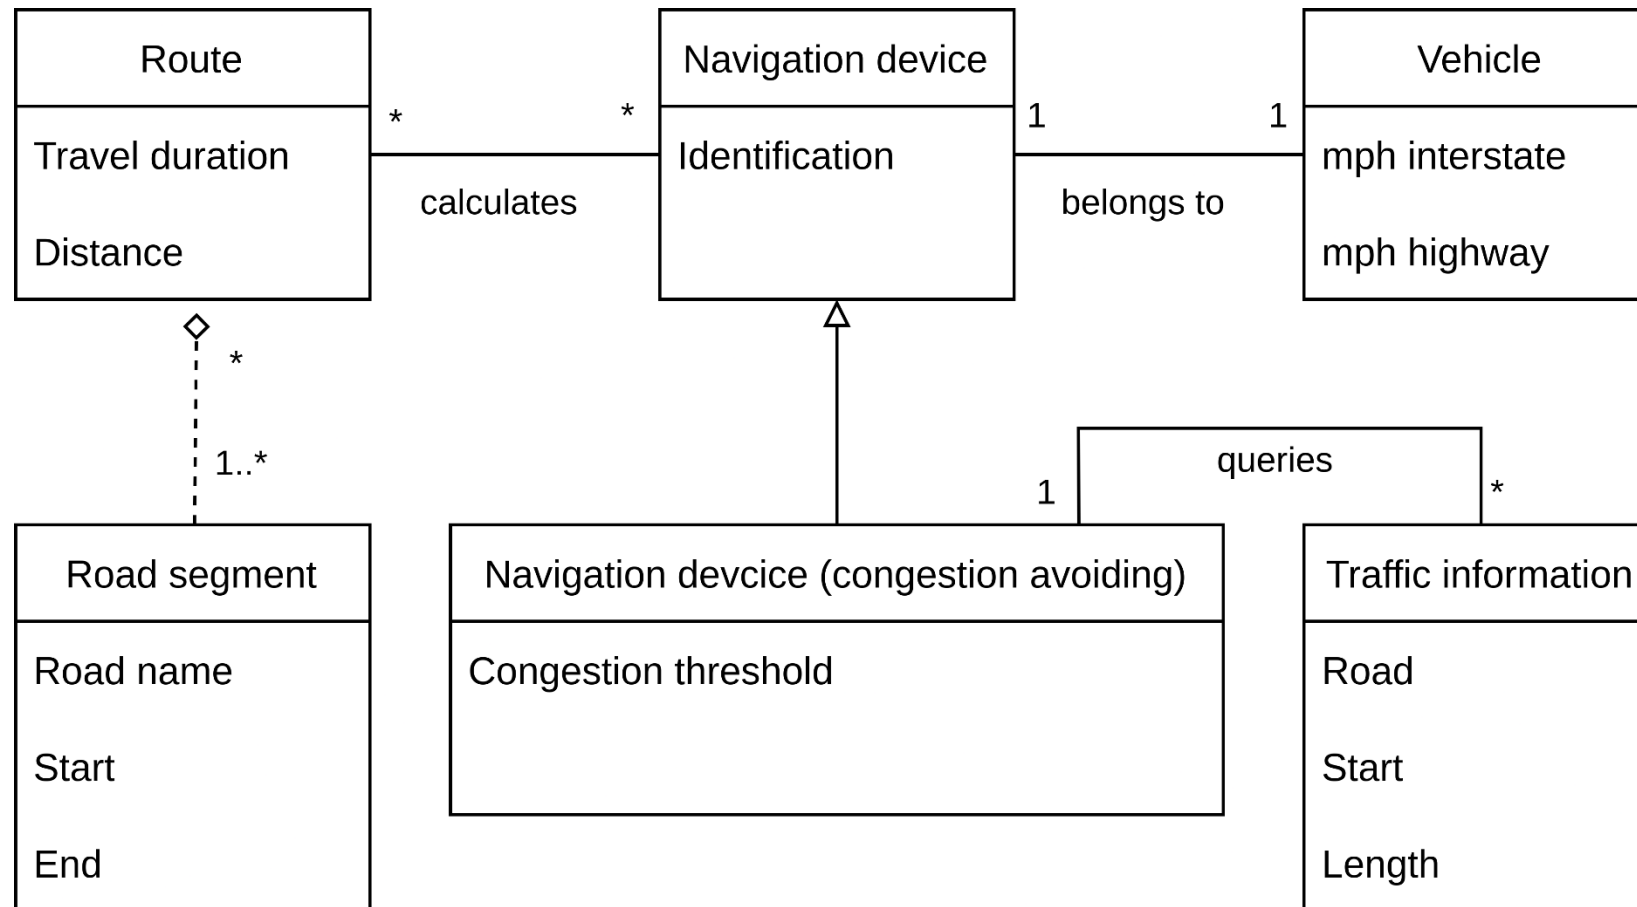 Route
Travel duration
Distance
*
*
calculates
Navigation device
Identification
1
1
belongs to
Vehicle
mph interstate
mph highway
*
1..*
Road segment
Road name
Start
End
Navigation devcice (congestion avoiding)
Congestion threshold
1
queries
*
Traffic information
Road
Start
Length